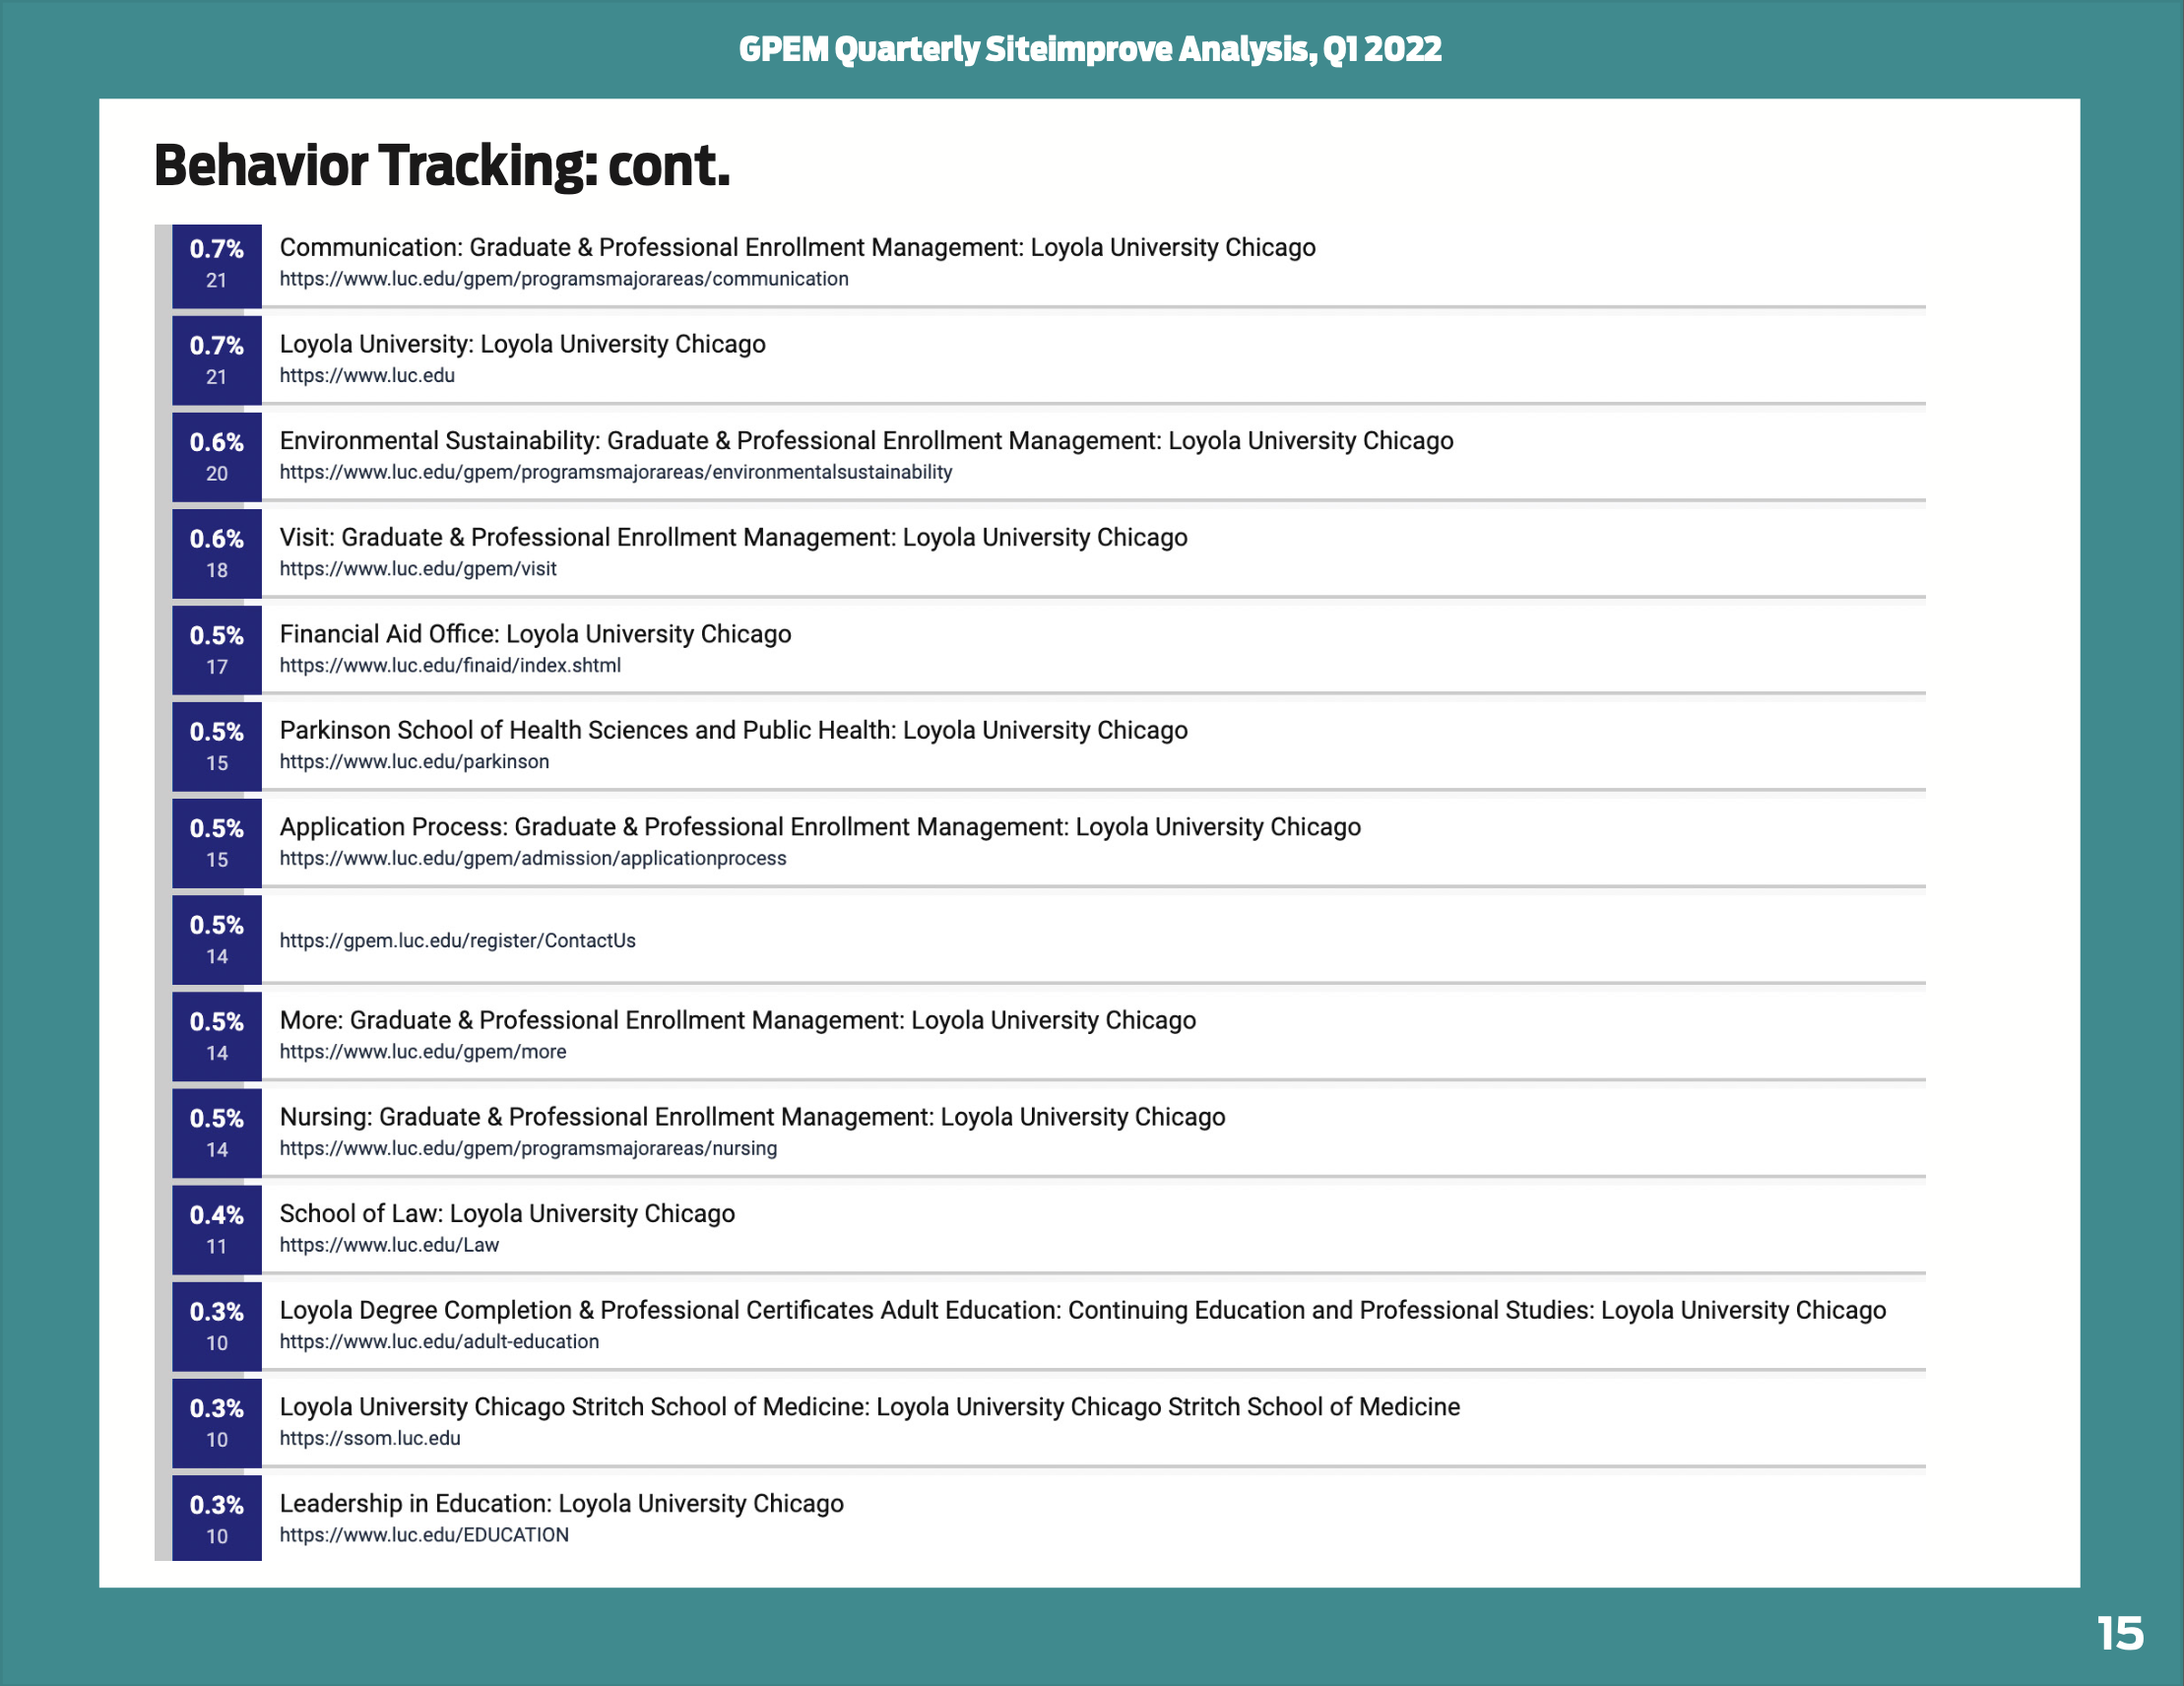 GPEM Quarterly Siteimprove Analysis, Q1 2022
Behavior Tracking: cont.
0.7%
21
Communication: Graduate & Professional Enrollment Management: Loyola University Chicago
https://www.luc.edu/gpem/programsmajorareas/communication
0.7%
21
Loyola University: Loyola University Chicago
https://www.luc.edu
0.6%
20
Environmental Sustainability: Graduate & Professional Enrollment Management: Loyola University Chicago
https://www.luc.edu/gpem/programsmajorareas/environmentalsustainability
0.6%
18
Visit: Graduate & Professional Enrollment Management: Loyola University Chicago
https://www.luc.edu/gpem/visit
0.5%
17
Financial Aid Office: Loyola University Chicago
https://www.luc.edu/finaid/index.shtml
0.5%
15
Parkinson School of Health Sciences and Public Health: Loyola University Chicago
https://www.luc.edu/parkinson
0.5%
15
Application Process: Graduate & Professional Enrollment Management: Loyola University Chicago
https://www.luc.edu/gpem/admission/applicationprocess
0.5%
14
https://gpem.luc.edu/register/ContactUs
0.5%
14
More: Graduate & Professional Enrollment Management: Loyola University Chicago
https://www.luc.edu/gpem/more
0.5%
14
Nursing: Graduate & Professional Enrollment Management: Loyola University Chicago
https://www.luc.edu/gpem/programsmajorareas/nursing
0.4%
11
School of Law: Loyola University Chicago
https://www.luc.edu/Law
0.3%
10
Loyola Degree Completion & Professional Certificates Adult Education: Continuing Education and Professional Studies: Loyola University Chicago
https://www.luc.edu/adult-education
0.3%
10
Loyola University Chicago Stritch School of Medicine: Loyola University Chicago Stritch School of Medicine
https://ssom.luc.edu
0.3%
10
Leadership in Education: Loyola University Chicago
https://www.luc.edu/EDUCATION
15